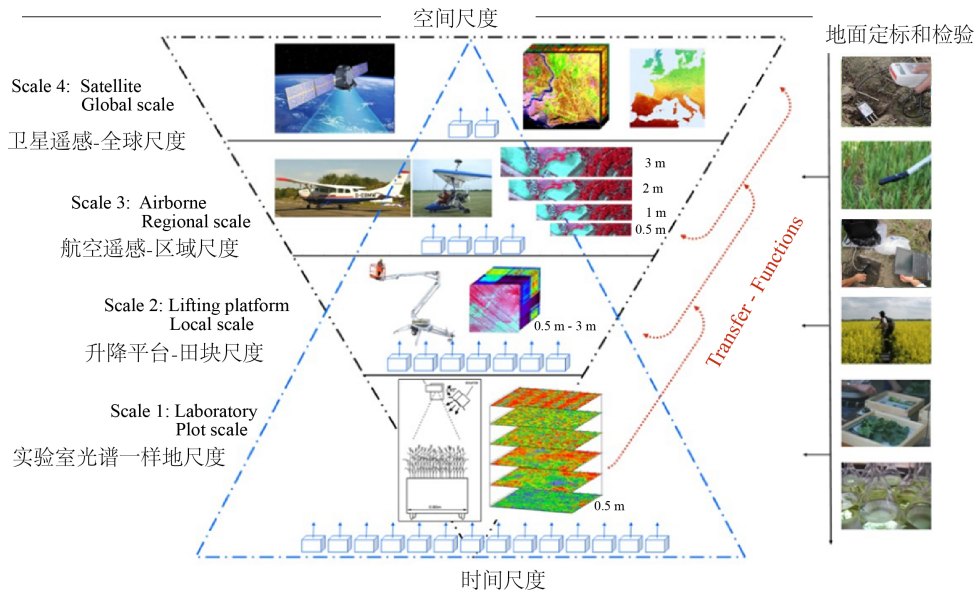 空间尺度
地面定标和检验
Scale 4: Satellite
Global scale
卫星遥感-全球尺度
3 m
2 m
1 m
0.5 m
Scale 3: Airborne
Regional scale
航空遥感-区域尺度
Scale 2: Lifting platform
Local scale
升降平台-田块尺度
0.5 m - 3 m
Transfer - Functions
source
Scale 1: Laboratory
Plot scale
实验室光谱一样地尺度
0.5 m
时间尺度